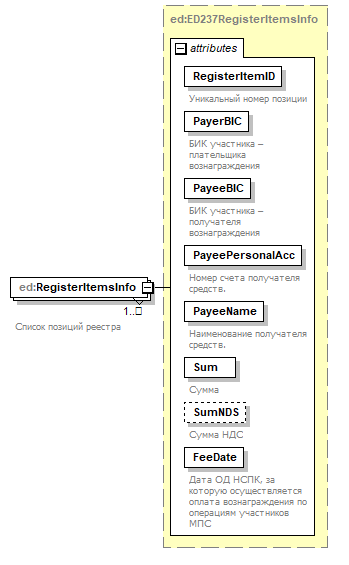 ed:ED237RegisterItemsInfo
attributes
RegisterItemID
Уникальный номер позиции
PayerBIC
БИК участника –
плательщика
вознаграждения
PayeeBIC
БИК участника –
получателя
вознаграждения
PayeePersonalAcc
Номер счета получателя
средств.
ed:RegisterItemsInfo
1..
Список позиций реестра
PayeeName
Наименование получателя
средств.
Sum
Сумма
SumNDS
Сумма НДС
FeeDate
Дата ОД НСПК, за
которую осуществляется
оплата вознаграждения по
операциям участников
МПС